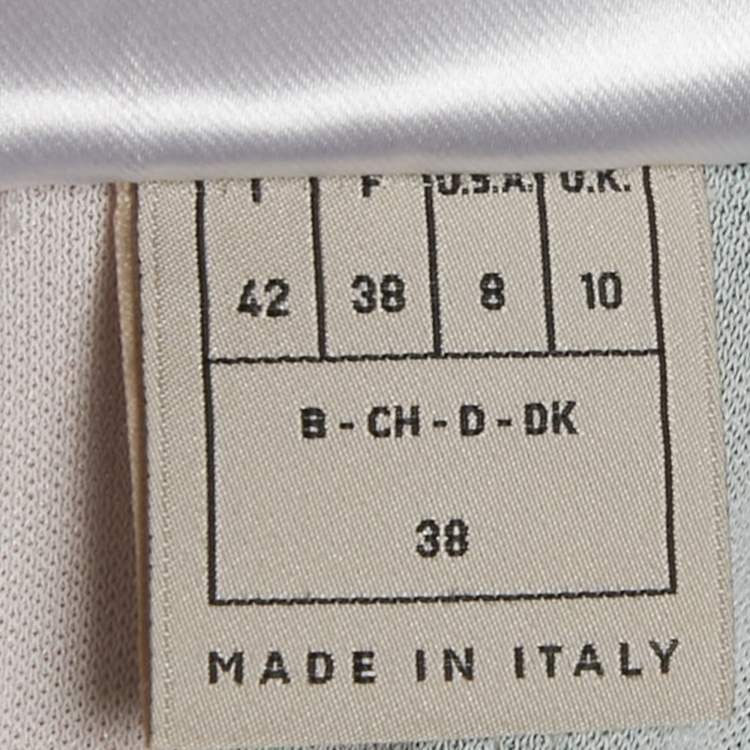 I F U.S.A. U.K.
42 38 8 10
B - CH - D - DK
38
MADE IN ITALY